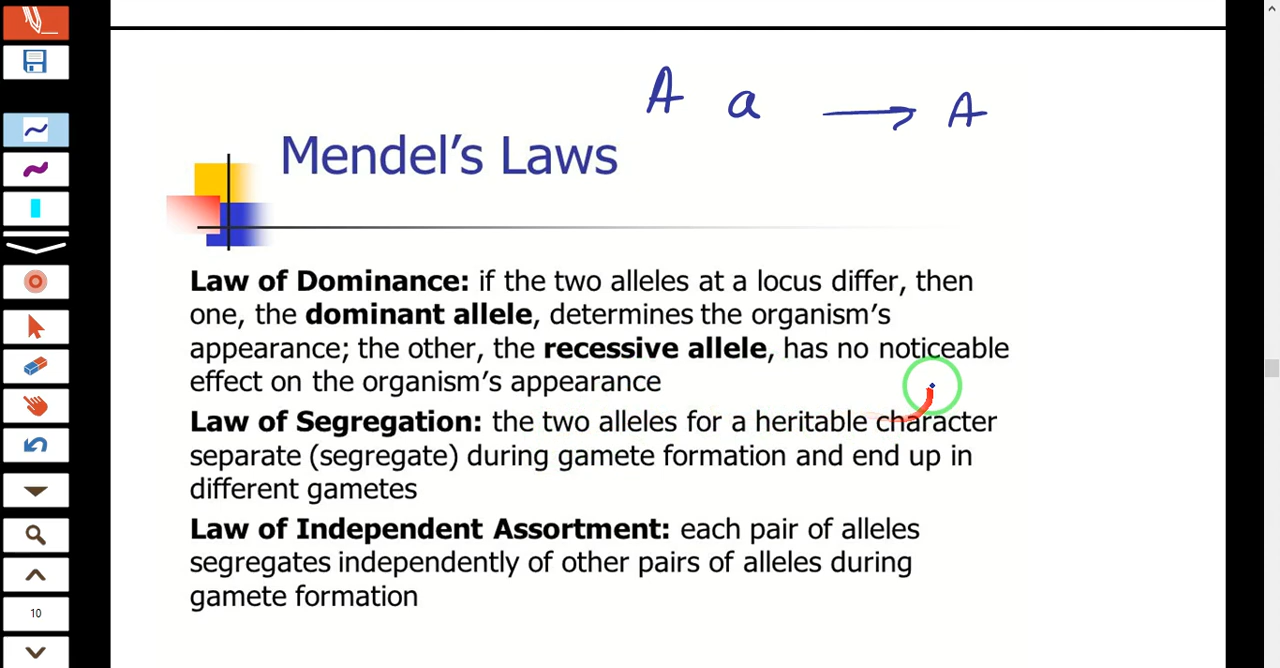 A a → A
Mendel’s Laws
Law of Dominance: if the two alleles at a locus differ, then
one, the dominant allele, determines the organism’s
appearance; the other, the recessive allele, has no noticeable
effect on the organism’s appearance
Law of Segregation: the two alleles for a heritable character
separate (segregate) during gamete formation and end up in
different gametes
Law of Independent Assortment: each pair of alleles
segregates independently of other pairs of alleles during
gamete formation
10